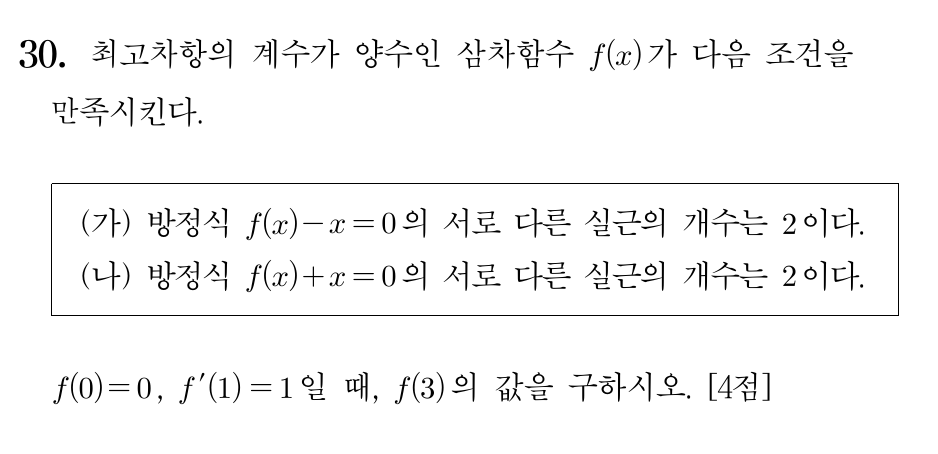 30. 최고차항의 계수가 양수인 삼차함수 f(x)가 다음 조건을
만족시킨다.
(가) 방정식 f(x)−x=0의 서로 다른 실근의 개수는 2이다.
(나) 방정식 f(x)+x=0의 서로 다른 실근의 개수는 2이다.
f(0)=0, f′(1)=1일 때, f(3)의 값을 구하시오. [4점]